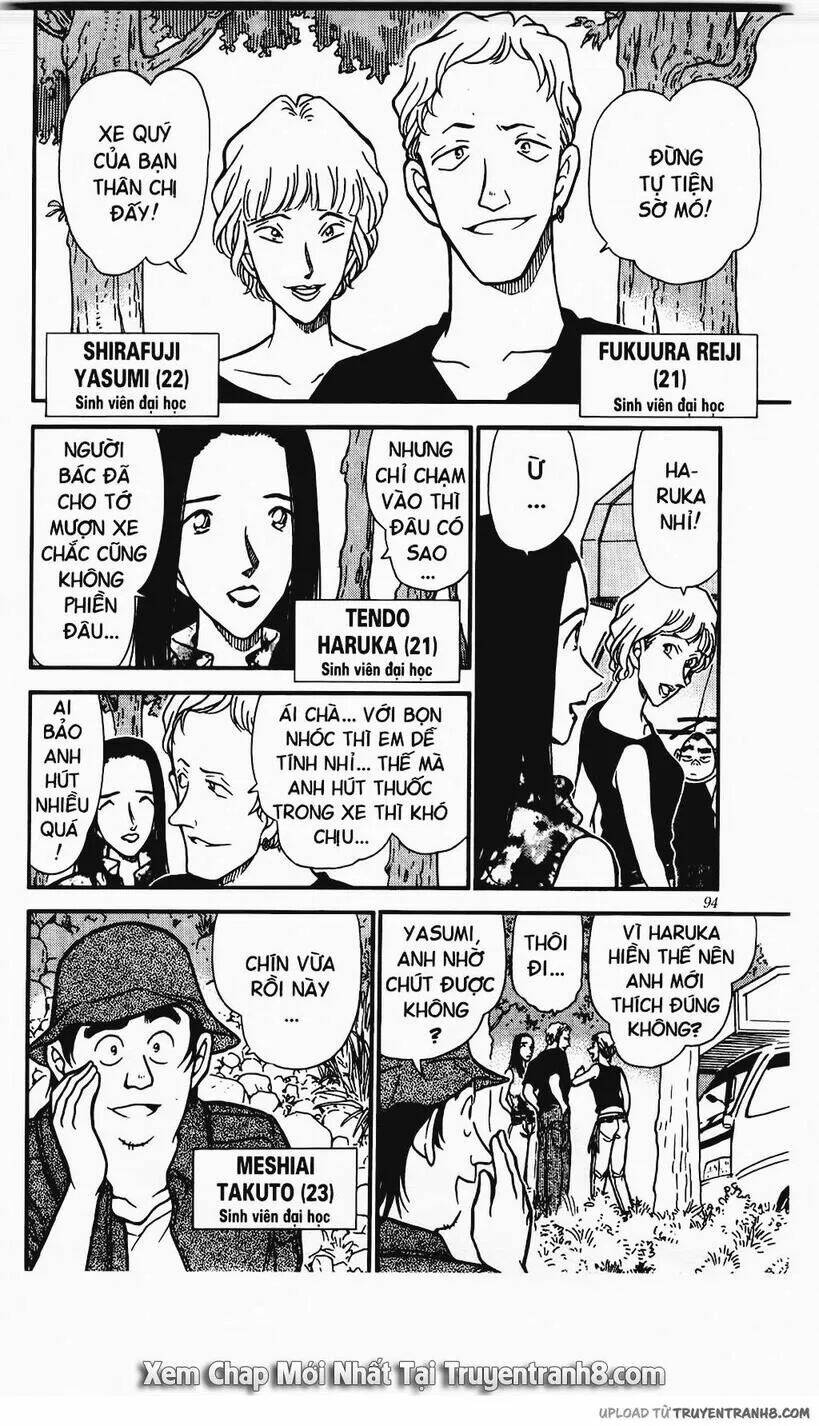 ĐỪNG
TỰ TIỆN
SỜ MÓ!
XE QUÝ
CỦA BẠN
THÂN CHỊ
ĐẤY!
FUKUURA REIJI
(21)
Sinh viên đại học
SHIRAFUJI
YASUMI (22)
Sinh viên đại học
HA-
RUKA
NHỈ!
Ừ
...
NHƯNG
CHỈ CHẠM
VÀO THÌ
ĐÂU CÓ
SAO
...
NGƯỜI
BÁC ĐÃ
CHO TỚ
MƯỢN XE
CHẮC CŨNG
KHÔNG
PHIỀN
ĐÂU...
TENDO
HARUKA (21)
Sinh viên đại học
ÁI CHÀ... VỚI BỌN
NHÓC THÌ EM DỄ
TÍNH NHỈ... THẾ MÀ
ANH HÚT THUỐC
TRONG XE THÌ KHÓ
CHỊU...
AI
BẢO
ANH
HÚT
NHIỀU
QUÁ
!
94
VÌ HARUKA
HIỀN THẾ NÊN
ANH MỚI
THÍCH ĐÚNG
KHÔNG?
THÔI
ĐI...
YASUMI,
ANH NHỜ
CHÚT ĐƯỢC
KHÔNG
?
CHÍN VỪA
RỒI NÀY
...
MESHIAI
TAKUTO (23)
Sinh viên đại học
Xem Chap Mới Nhất Tại Truyentranh8.com
UPLOAD TỪ TRUYENTRANH8.COM